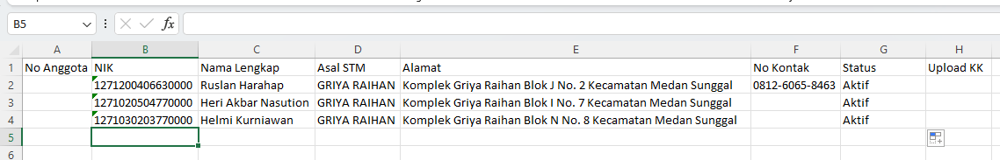 B5 fx
A B C D E F G H
1 No Anggota NIK Nama Lengkap Asal STM Alamat No Kontak Status Upload KK
2 1271200406630000 Ruslan Harahap GRIYA RAIHAN Komplek Griya Raihan Blok J No. 2 Kecamatan Medan Sunggal 0812-6065-8463 Aktif
3 1271020504770000 Heri Akbar Nasution GRIYA RAIHAN Komplek Griya Raihan Blok I No. 7 Kecamatan Medan Sunggal Aktif
4 1271030203770000 Helmi Kurniawan GRIYA RAIHAN Komplek Griya Raihan Blok N No. 8 Kecamatan Medan Sunggal Aktif
5
6